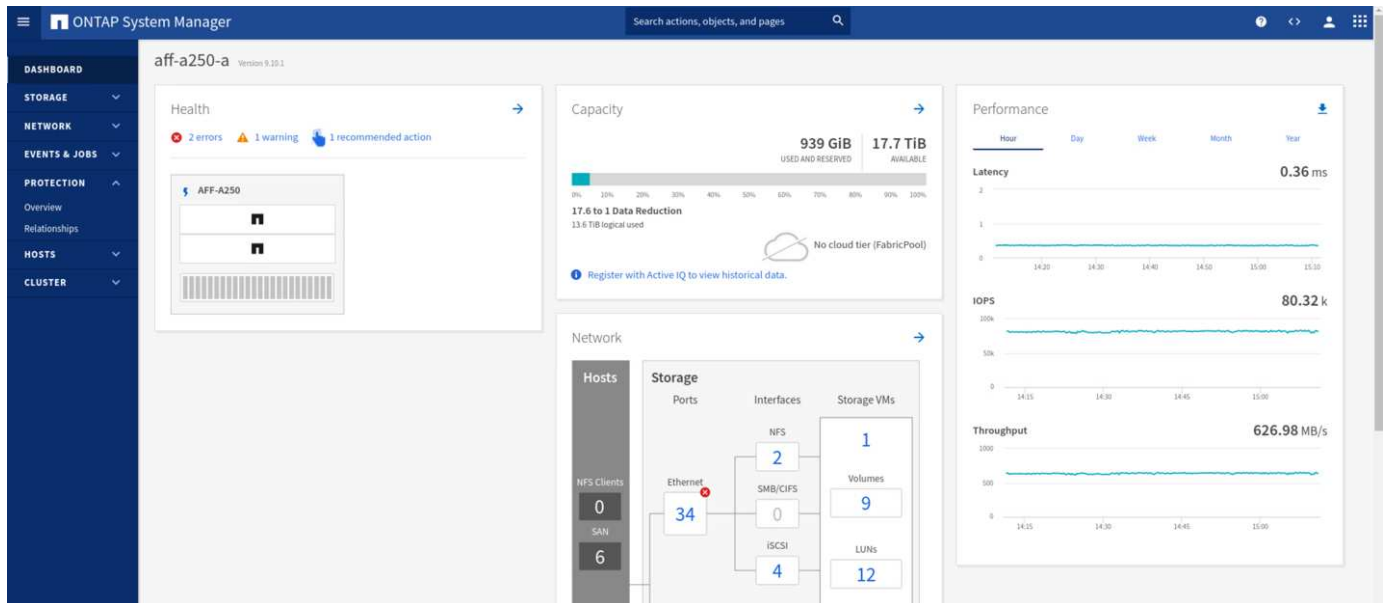 ONTAP System Manager
Search actions, objects, and pages
DASHBOARD
STORAGE
NETWORK
EVENTS & JOBS
PROTECTION
Overview
Relationships
HOSTS
CLUSTER
aff-a250-a Version 9.10.1
Health
2 errors 1 warning 1 recommended action
AFF-A250
Capacity
939 GiB 17.7 TiB
USED AND RESERVED AVAILABLE
0% 10% 20% 30% 40% 50% 60% 70% 80% 90% 100%
17.6 to 1 Data Reduction
13.6 TiB logical used
No cloud tier (FabricPool)
Register with Active IQ to view historical data.
Network
Hosts
NFS Clients
0
SAN
6
Storage
Ports Interfaces Storage VMs
Ethernet
34
NFS
2
SMB/CIFS
0
iSCSI
4
1
Volumes
9
LUNs
12
Performance
Hour Day Week Month Year
Latency 0.36 ms
2
1
0
14:20 14:30 14:40 14:50 15:00 15:10
IOPS 80.32 k
100k
50k
0
14:15 14:30 14:45 15:00
Throughput 626.98 MB/s
1000
500
0
14:15 14:30 14:45 15:00